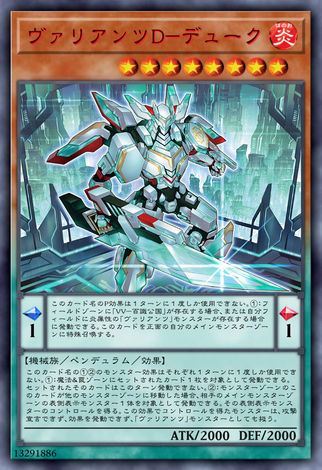 ヴァリアンツD－デューク
ほのお
炎
このカード名のP効果は1ターンに1度しか使用できない。①:フ
ィールドゾーンに「VV－百識公国」が存在する場合、または自分フ
ィールドに炎属性の「ヴァリアンツ」モンスターが存在する場合
に発動できる。このカードを正面の自分のメインモンスターゾー
ンに特殊召喚する。
1
1
【機械族／ペンデュラム／効果】
このカード名の①②のモンスター効果はそれぞれ1ターンに1度しか使用で
きない。①:魔法&罠ゾーンにセットされたカード1枚を対象として発動できる。
セットされたそのカードはこのターン発動できない。②:モンスターゾーンのこ
のカードが他のモンスターゾーンに移動した場合、相手のメインモンスターゾ
ーンの表側表示モンスター1体を対象として発動できる。その表側表示モンス
ターのコントロールを得る。この効果でコントロールを得たモンスターは、攻撃
宣言できず、効果を発動できず、「ヴァリアンツ」モンスターとしても扱う。
ATK/2000 DEF/2000
13291886